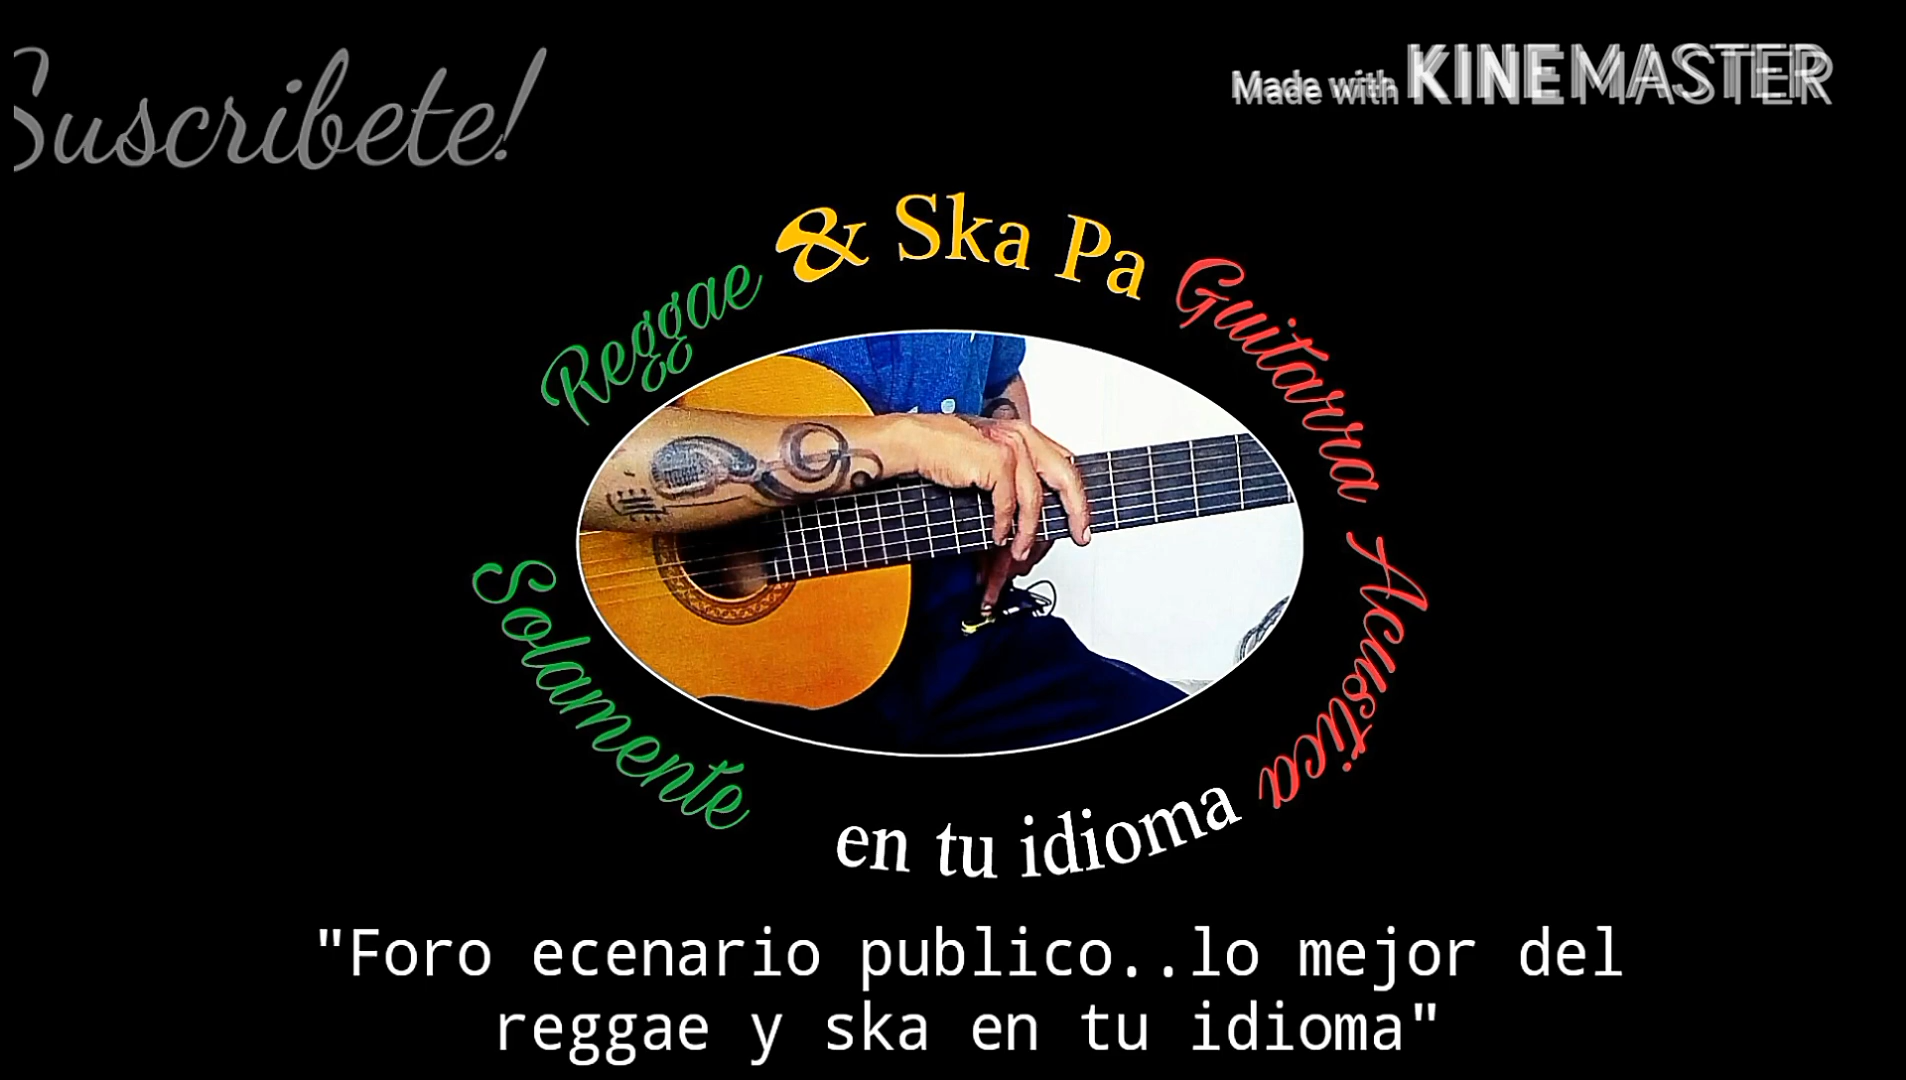 Suscribete!
Made with KINEMASTER
Reggae & Ska Pa Guitarra Acustica
Solamente en tu idioma
"Foro ecenario publico..lo mejor del
reggae y ska en tu idioma"